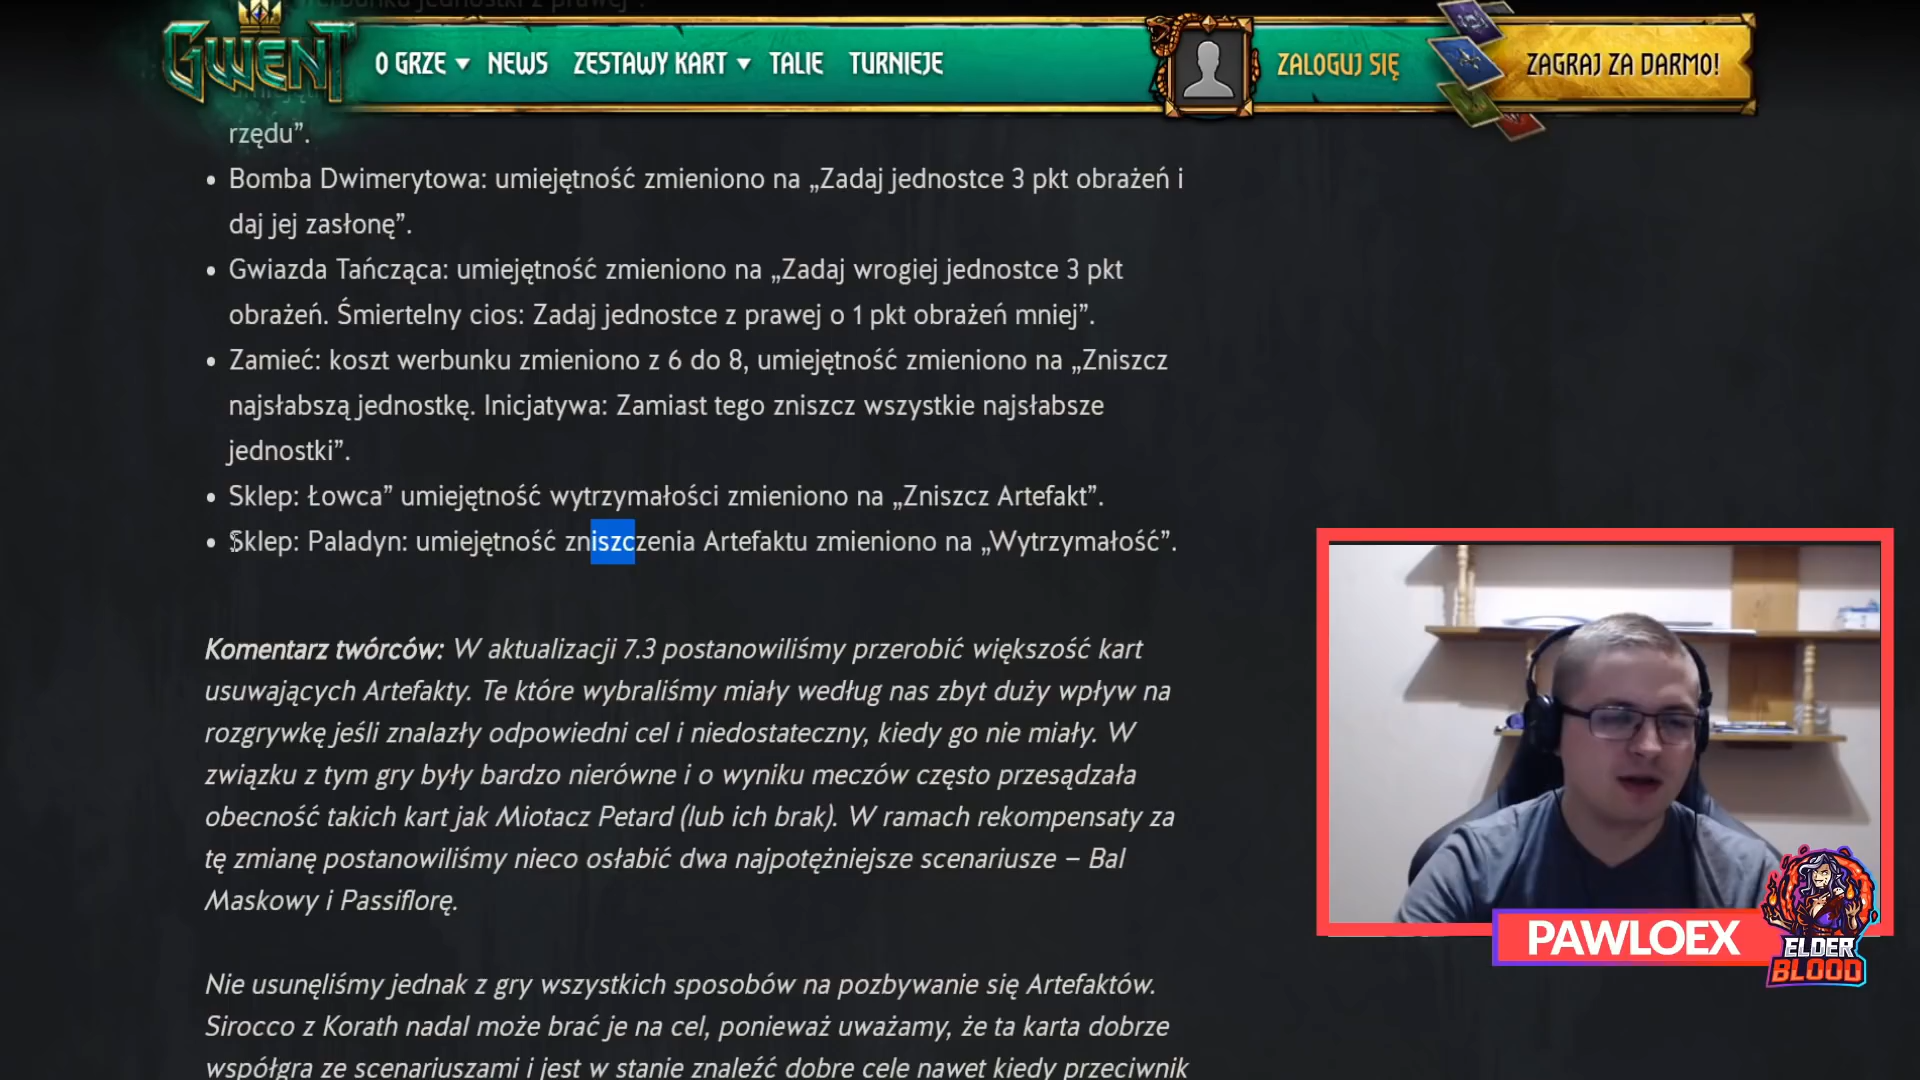 GWENT
O GRZE
NEWS
ZESTAWY KART
TALIE
TURNIEJE
ZALOGUJ SIĘ
ZAGRAJ ZA DARMO!
rzędu”.
• Bomba Dwimerytowa: umiejętność zmieniono na „Zadaj jednostce 3 pkt obrażeń i
daj jej zasłonę”.
• Gwiazda Tańcząca: umiejętność zmieniono na „Zadaj wrogiej jednostce 3 pkt
obrażeń. Śmiertelny cios: Zadaj jednostce z prawej o 1 pkt obrażeń mniej”.
• Zamieć: koszt werbunku zmieniono z 6 do 8, umiejętność zmieniono na „Zniszcz
najsłabszą jednostkę. Inicjatywa: Zamiast tego zniszcz wszystkie najsłabsze
jednostki”.
• Sklep: Łowca” umiejętność wytrzymałości zmieniono na „Zniszcz Artefakt”.
• Sklep: Paladyn: umiejętność zniszczenia Artefaktu zmieniono na „Wytrzymałość”.
Komentarz twórców: W aktualizacji 7.3 postanowiliśmy przerobić większość kart
usuwających Artefakty. Te które wybraliśmy miały według nas zbyt duży wpływ na
rozgrywkę jeśli znalazły odpowiedni cel i niedostateczny, kiedy go nie miały. W
związku z tym gry były bardzo nierówne i o wyniku meczów często przesądzała
obecność takich kart jak Miotacz Petard (lub ich brak). W ramach rekompensaty za
tę zmianę postanowiliśmy nieco osłabić dwa najpotężniejsze scenariusze – Bal
Maskowy i Passiflorę.
Nie usunęliśmy jednak z gry wszystkich sposobów na pozbywanie się Artefaktów.
Sirocco z Korath nadal może brać je na cel, ponieważ uważamy, że ta karta dobrze
współgra ze scenariuszami i jest w stanie znaleźć dobre cele nawet kiedy przeciwnik
PAWLOEX
ELDER
BLOOD